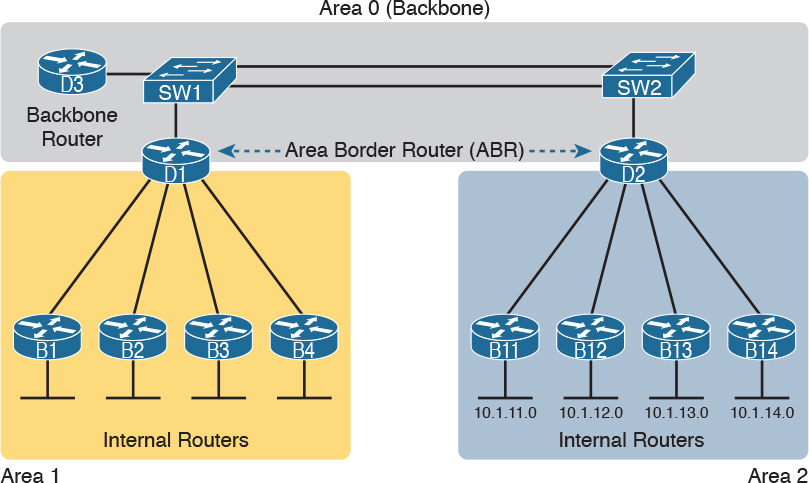 Area 0 (Backbone)
D3
SW1
SW2
Backbone
Router
Area Border Router (ABR)
D1
D2
B1
B2
B3
B4
B11
B12
B13
B14
10.1.11.0
10.1.12.0
10.1.13.0
10.1.14.0
Internal Routers
Internal Routers
Area 1
Area 2